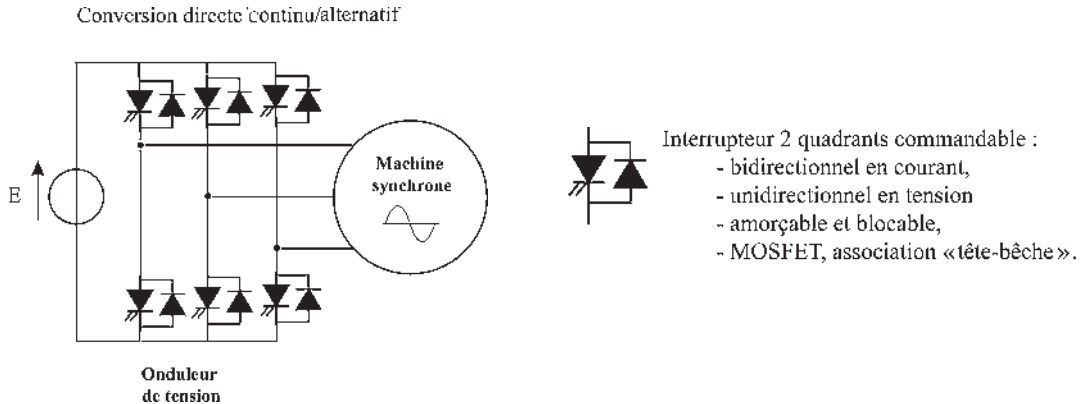 Conversion directe continu/alternatif
E
Machine
synchrone
Onduleur
de tension
Interrupteur 2 quadrants commandable :
- bidirectionnel en courant,
- unidirectionnel en tension
- amorçable et blocable,
- MOSFET, association «tête-bêche».